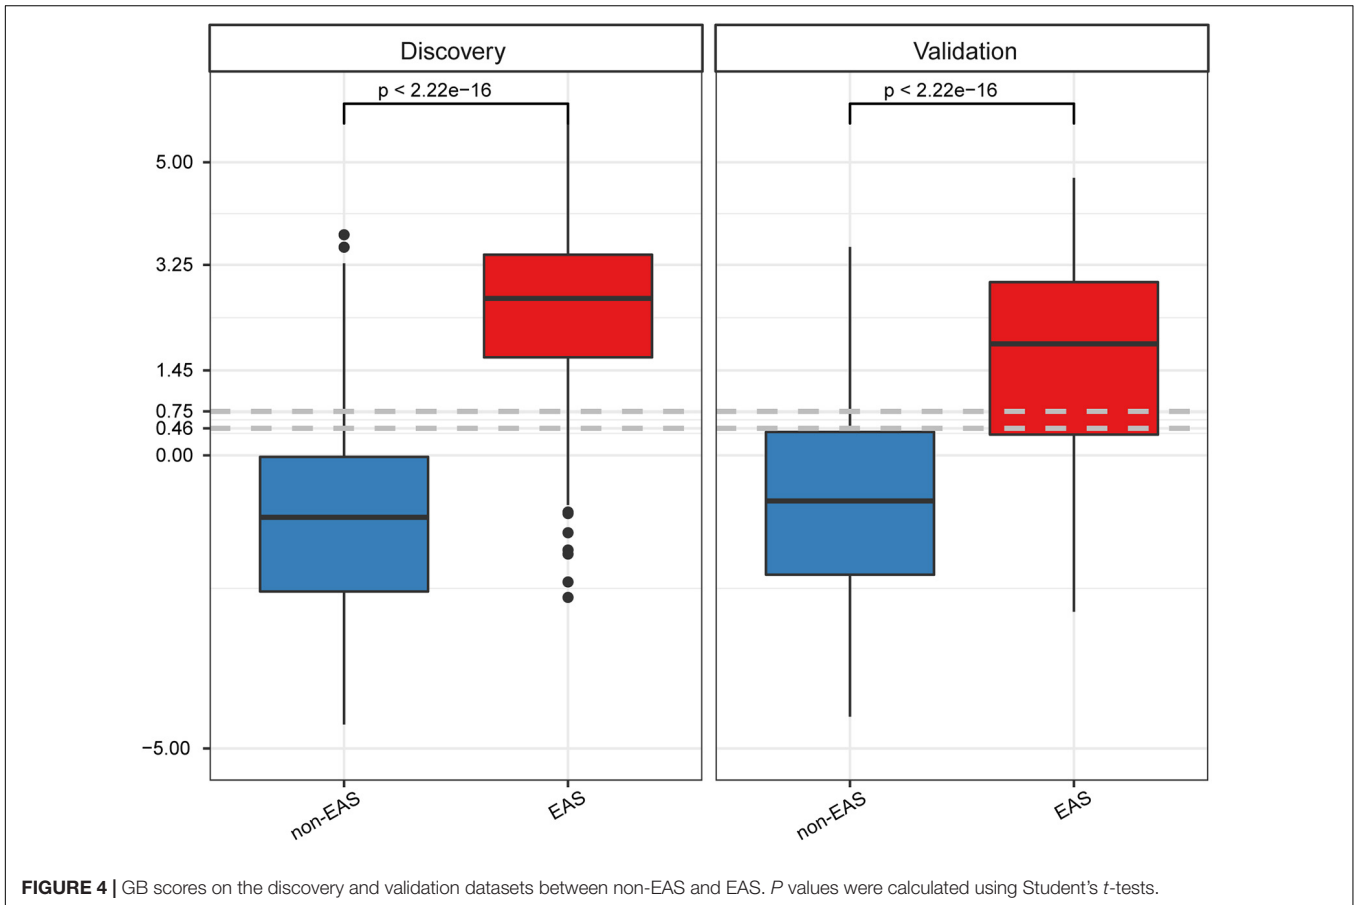 Discovery
Validation
p < 2.22e−16
p < 2.22e−16
5.00
3.25
1.45
0.75
0.46
0.00
−5.00
non-EAS
EAS
non-EAS
EAS
FIGURE 4 | GB scores on the discovery and validation datasets between non-EAS and EAS. P values were calculated using Student’s t-tests.